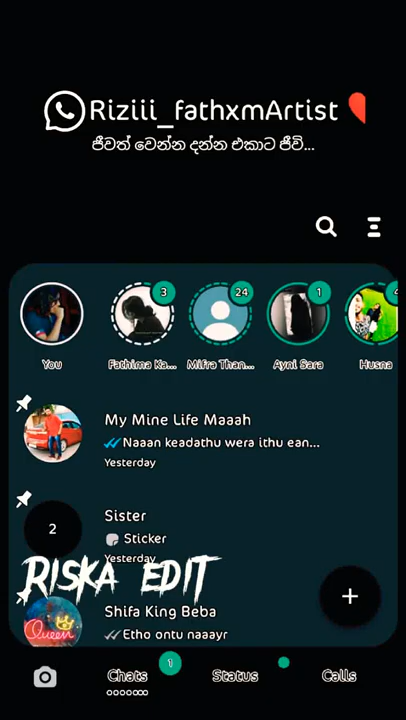 Riziii_fathxmArtist
ජීවත් වෙන්න දන්න එකාට ජීවි...
3
24
1
4
You
Fathima Ka...
Mifra Than...
Ayni Sara
Husna
My Mine Life Maaah
Naaan keadathu wera ithu ean...
Yesterday
2
Sister
Sticker
Yesterday
RISKA EDIT
Shifa King Beba
Queen
Etho ontu naaayr
Chats
1
Status
Calls